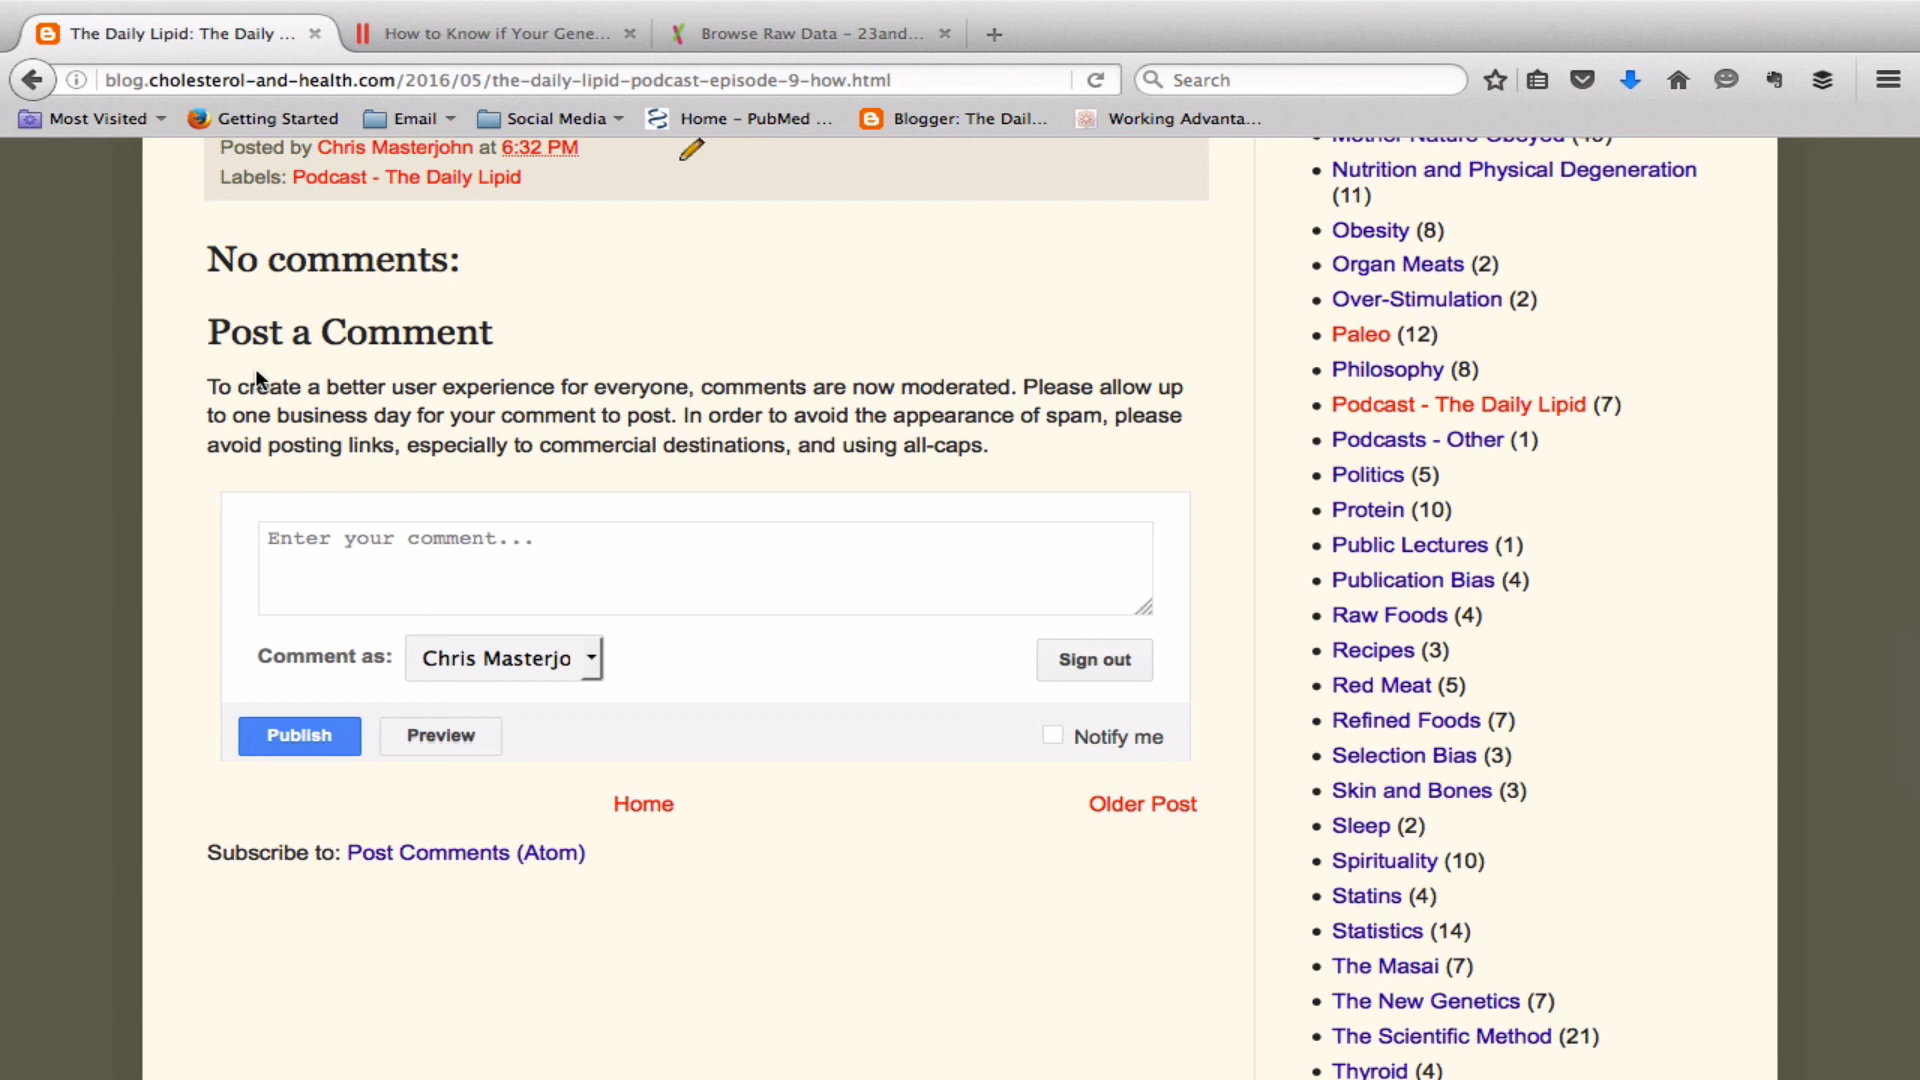 The Daily Lipid: The Daily ...
How to Know if Your Gene...
Browse Raw Data - 23and...
blog.cholesterol-and-health.com/2016/05/the-daily-lipid-podcast-episode-9-how.html
Search
Most Visited
Getting Started
Email
Social Media
Home - PubMed ...
Blogger: The Dail...
Working Advanta...
Posted by Chris Masterjohn at 6:32 PM
Labels: Podcast - The Daily Lipid
No comments:
Post a Comment
To create a better user experience for everyone, comments are now moderated. Please allow up
to one business day for your comment to post. In order to avoid the appearance of spam, please
avoid posting links, especially to commercial destinations, and using all-caps.
Enter your comment...
Comment as:
Chris Masterjo
Sign out
Publish
Preview
Notify me
Home
Older Post
Subscribe to: Post Comments (Atom)
Nutrition and Physical Degeneration
(11)
Obesity (8)
Organ Meats (2)
Over-Stimulation (2)
Paleo (12)
Philosophy (8)
Podcast - The Daily Lipid (7)
Podcasts - Other (1)
Politics (5)
Protein (10)
Public Lectures (1)
Publication Bias (4)
Raw Foods (4)
Recipes (3)
Red Meat (5)
Refined Foods (7)
Selection Bias (3)
Skin and Bones (3)
Sleep (2)
Spirituality (10)
Statins (4)
Statistics (14)
The Masai (7)
The New Genetics (7)
The Scientific Method (21)
Thyroid (4)